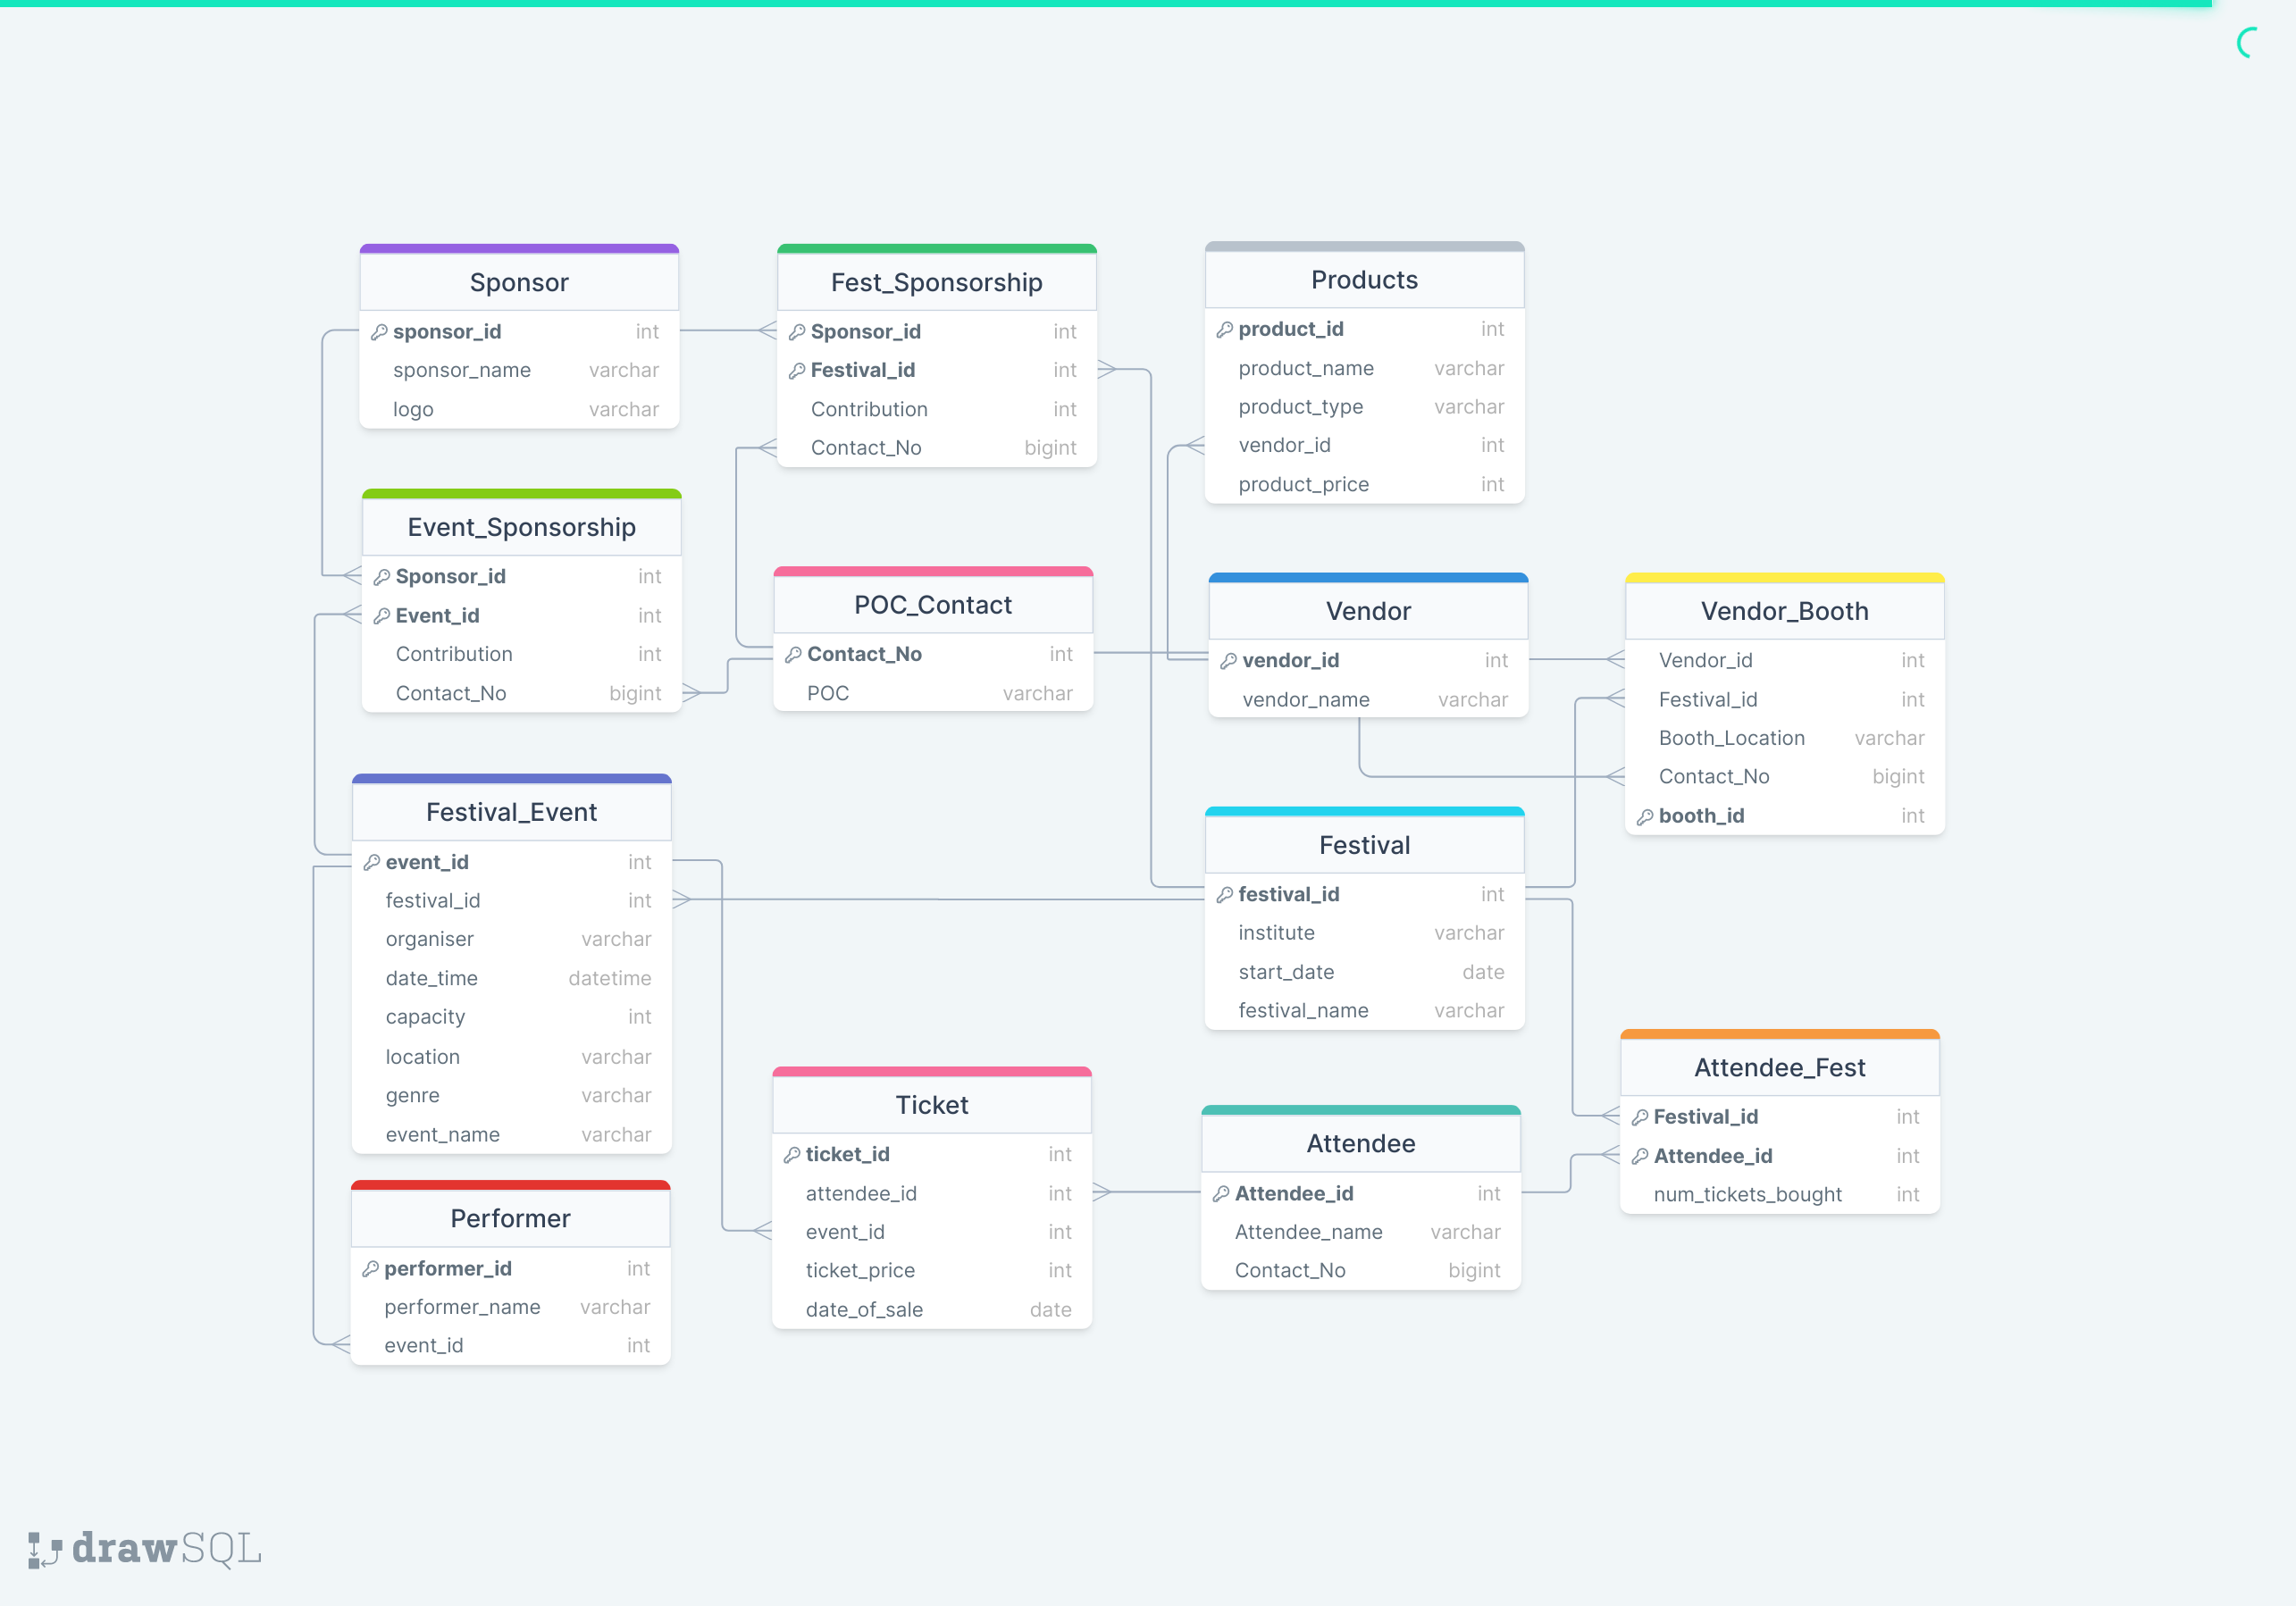 Sponsor
sponsor_id int
sponsor_name varchar
logo varchar
Fest_Sponsorship
Sponsor_id int
Festival_id int
Contribution int
Contact_No bigint
Products
product_id int
product_name varchar
product_type varchar
vendor_id int
product_price int
Event_Sponsorship
Sponsor_id int
Event_id int
Contribution int
Contact_No bigint
POC_Contact
Contact_No int
POC varchar
Vendor
vendor_id int
vendor_name varchar
Vendor_Booth
Vendor_id int
Festival_id int
Booth_Location varchar
Contact_No bigint
booth_id int
Festival_Event
event_id int
festival_id int
organiser varchar
date_time datetime
capacity int
location varchar
genre varchar
event_name varchar
Festival
festival_id int
institute varchar
start_date date
festival_name varchar
Performer
performer_id int
performer_name varchar
event_id int
Ticket
ticket_id int
attendee_id int
event_id int
ticket_price int
date_of_sale date
Attendee
Attendee_id int
Attendee_name varchar
Contact_No bigint
Attendee_Fest
Festival_id int
Attendee_id int
num_tickets_bought int
drawSQL